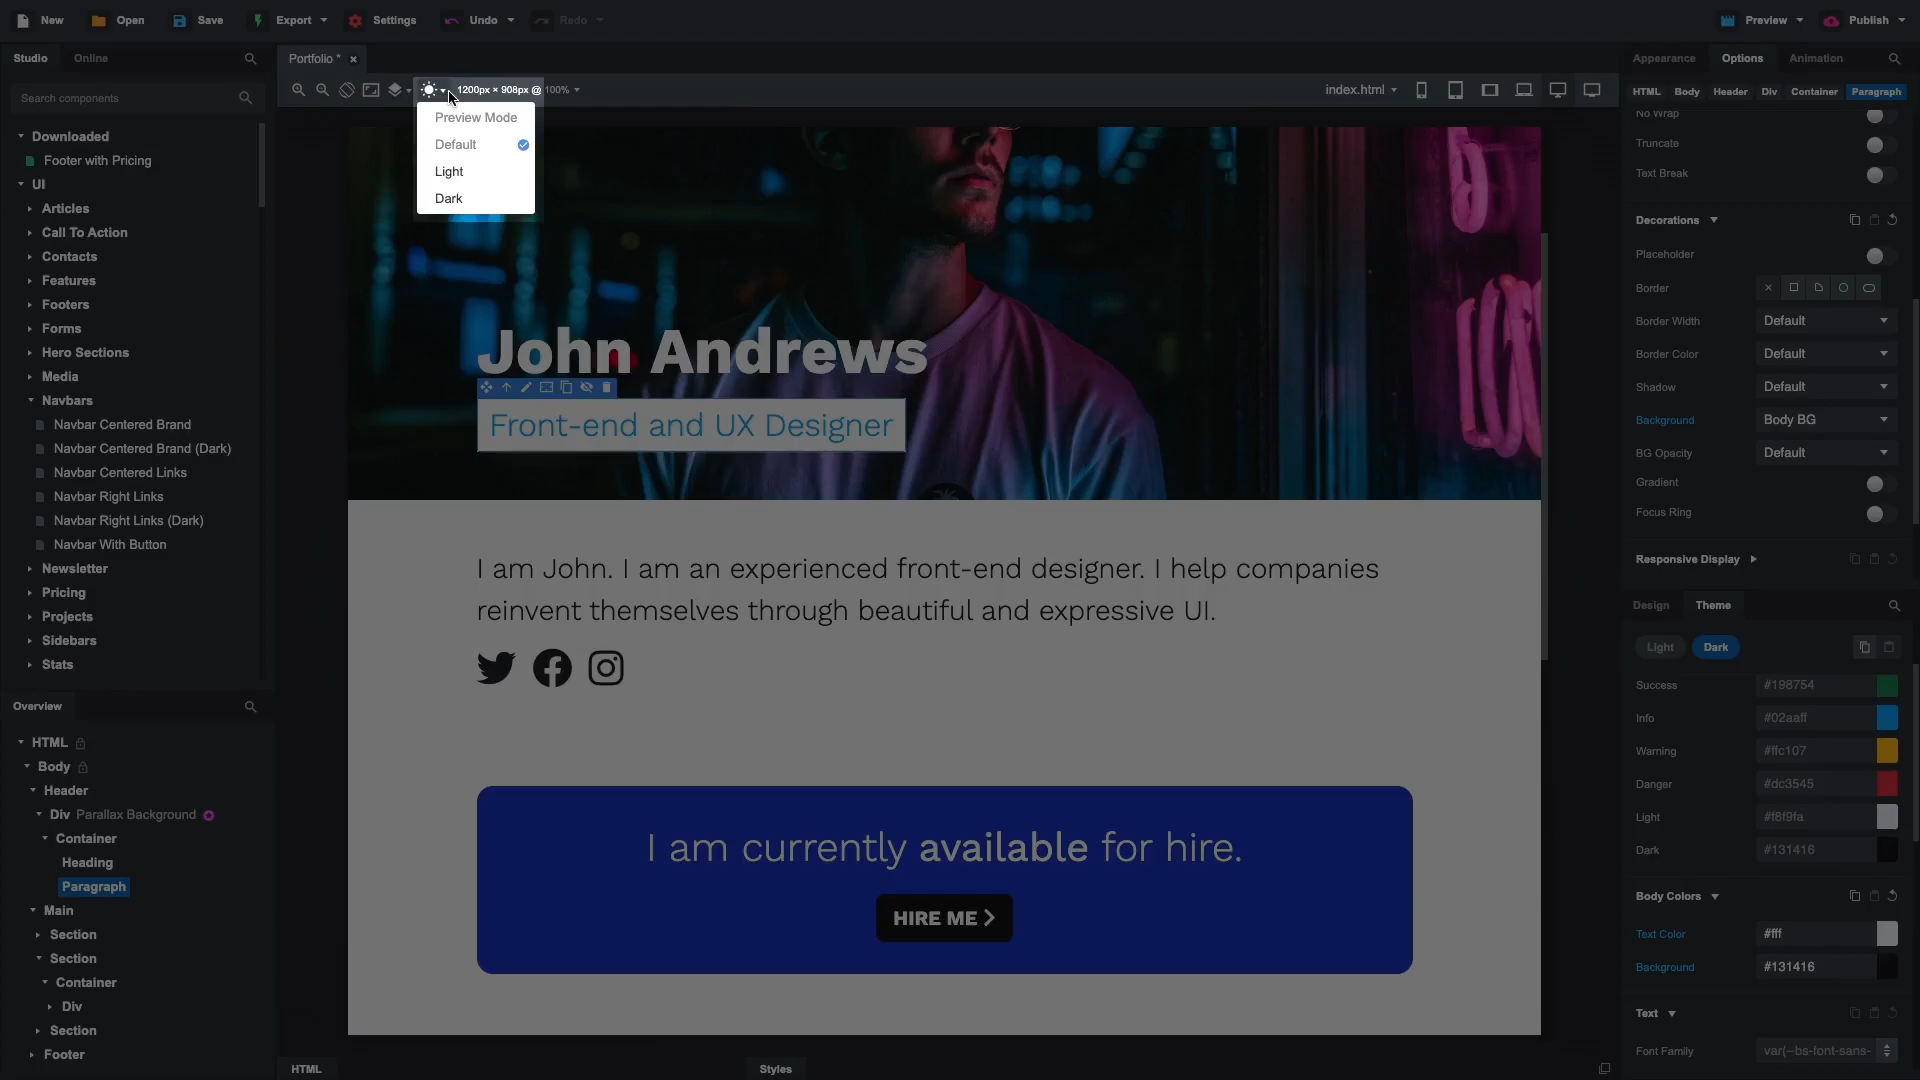 New
Open
Save
Export
Settings
Undo
Redo
Preview
Publish
Studio
Online
Search components
Downloaded
Footer with Pricing
UI
Articles
Call To Action
Contacts
Features
Footers
Forms
Hero Sections
Media
Navbars
Navbar Centered Brand
Navbar Centered Brand (Dark)
Navbar Centered Links
Navbar Right Links
Navbar Right Links (Dark)
Navbar With Button
Newsletter
Pricing
Projects
Sidebars
Stats
Overview
HTML
Body
Header
Div Parallax Background
Container
Heading
Paragraph
Main
Section
Section
Container
Div
Section
Footer
Portfolio *
1200px × 908px @ 100%
index.html
Preview Mode
Default
Light
Dark
John Andrews
Front-end and UX Designer
I am John. I am an experienced front-end designer. I help companies
reinvent themselves through beautiful and expressive UI.
I am currently available for hire.
HIRE ME
HTML
Styles
Appearance
Options
Animation
HTML
Body
Header
Div
Container
Paragraph
No Wrap
Truncate
Text Break
Decorations
Placeholder
Border
Border Width Default
Border Color Default
Shadow Default
Background Body BG
BG Opacity Default
Gradient
Focus Ring
Responsive Display
Design
Theme
Light
Dark
Success #198754
Info #02aaff
Warning #ffc107
Danger #dc3545
Light #f8f9fa
Dark #131416
Body Colors
Text Color #fff
Background #131416
Text
Font Family var(--bs-font-sans-